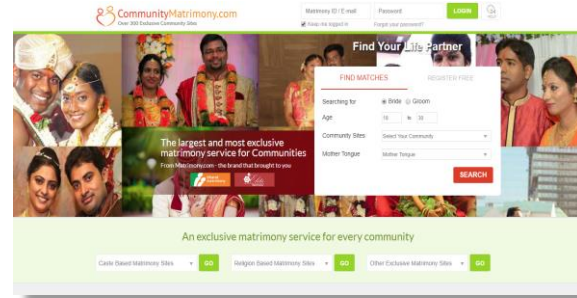 CommunityMatrimony.com
Over 300 Exclusive Community Sites
Matrimony ID / E-mail
Password
LOGIN
Keep me logged in
Forgot your password?
Find Your Life Partner
FIND MATCHES
REGISTER FREE
Searching for
Bride
Groom
Age
18
to
Community Sites
Select Your Community
Mother Tongue
Mother Tongue
SEARCH
The largest and most exclusive
matrimony service for Communities
From Matrimony.com - the brand that brought to you
An exclusive matrimony service for every community
Caste Based Matrimony Sites
GO
Religion Based Matrimony Sites
GO
Other Exclusive Matrimony Sites
GO